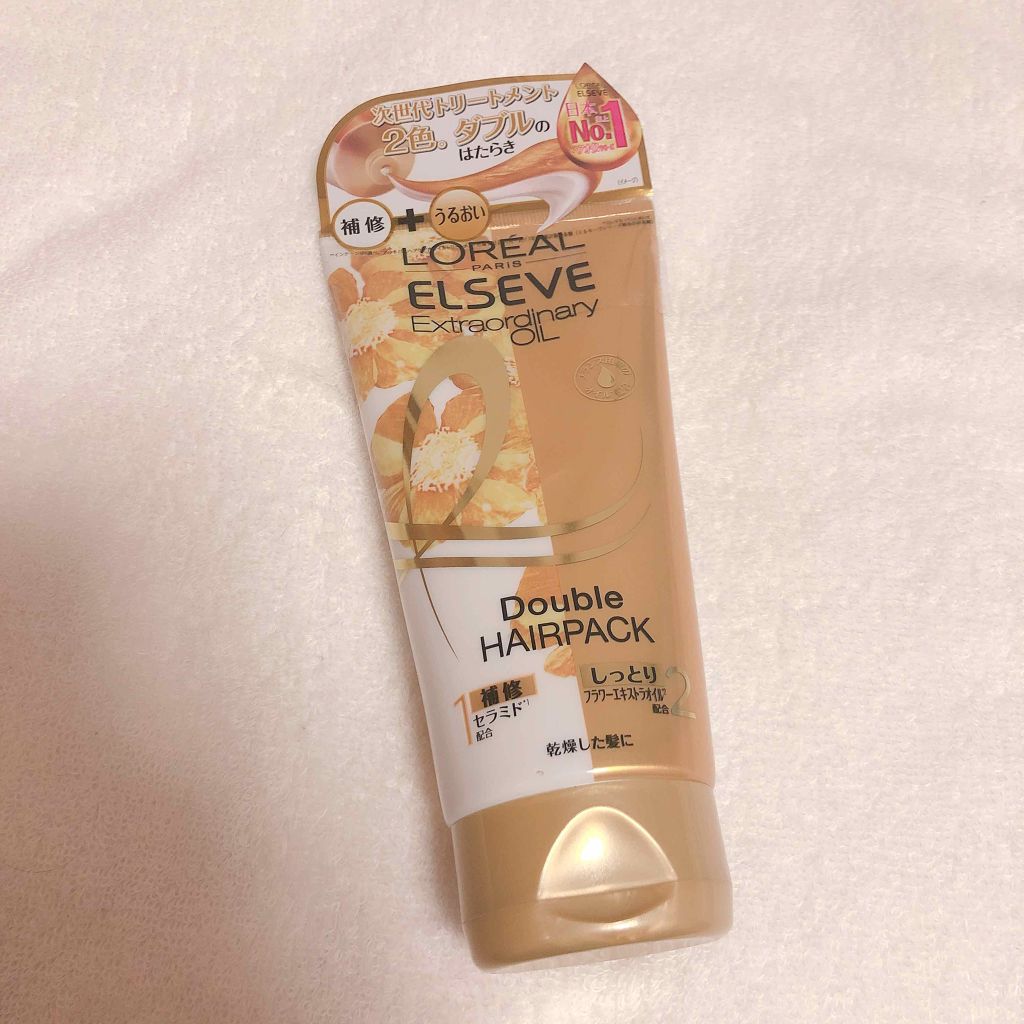 次世代トリートメント
2色。ダブルの
はたらき
ELSEVE
日本
No.1
補修
+
うるおい
L'ORÉAL
PARIS
ELSEVE
Extraordinary
OIL
Double
HAIRPACK
1
補修
セラミド*1
配合
しっとり
フラワーエキストラオイル*2
配合
2
乾燥した髪に